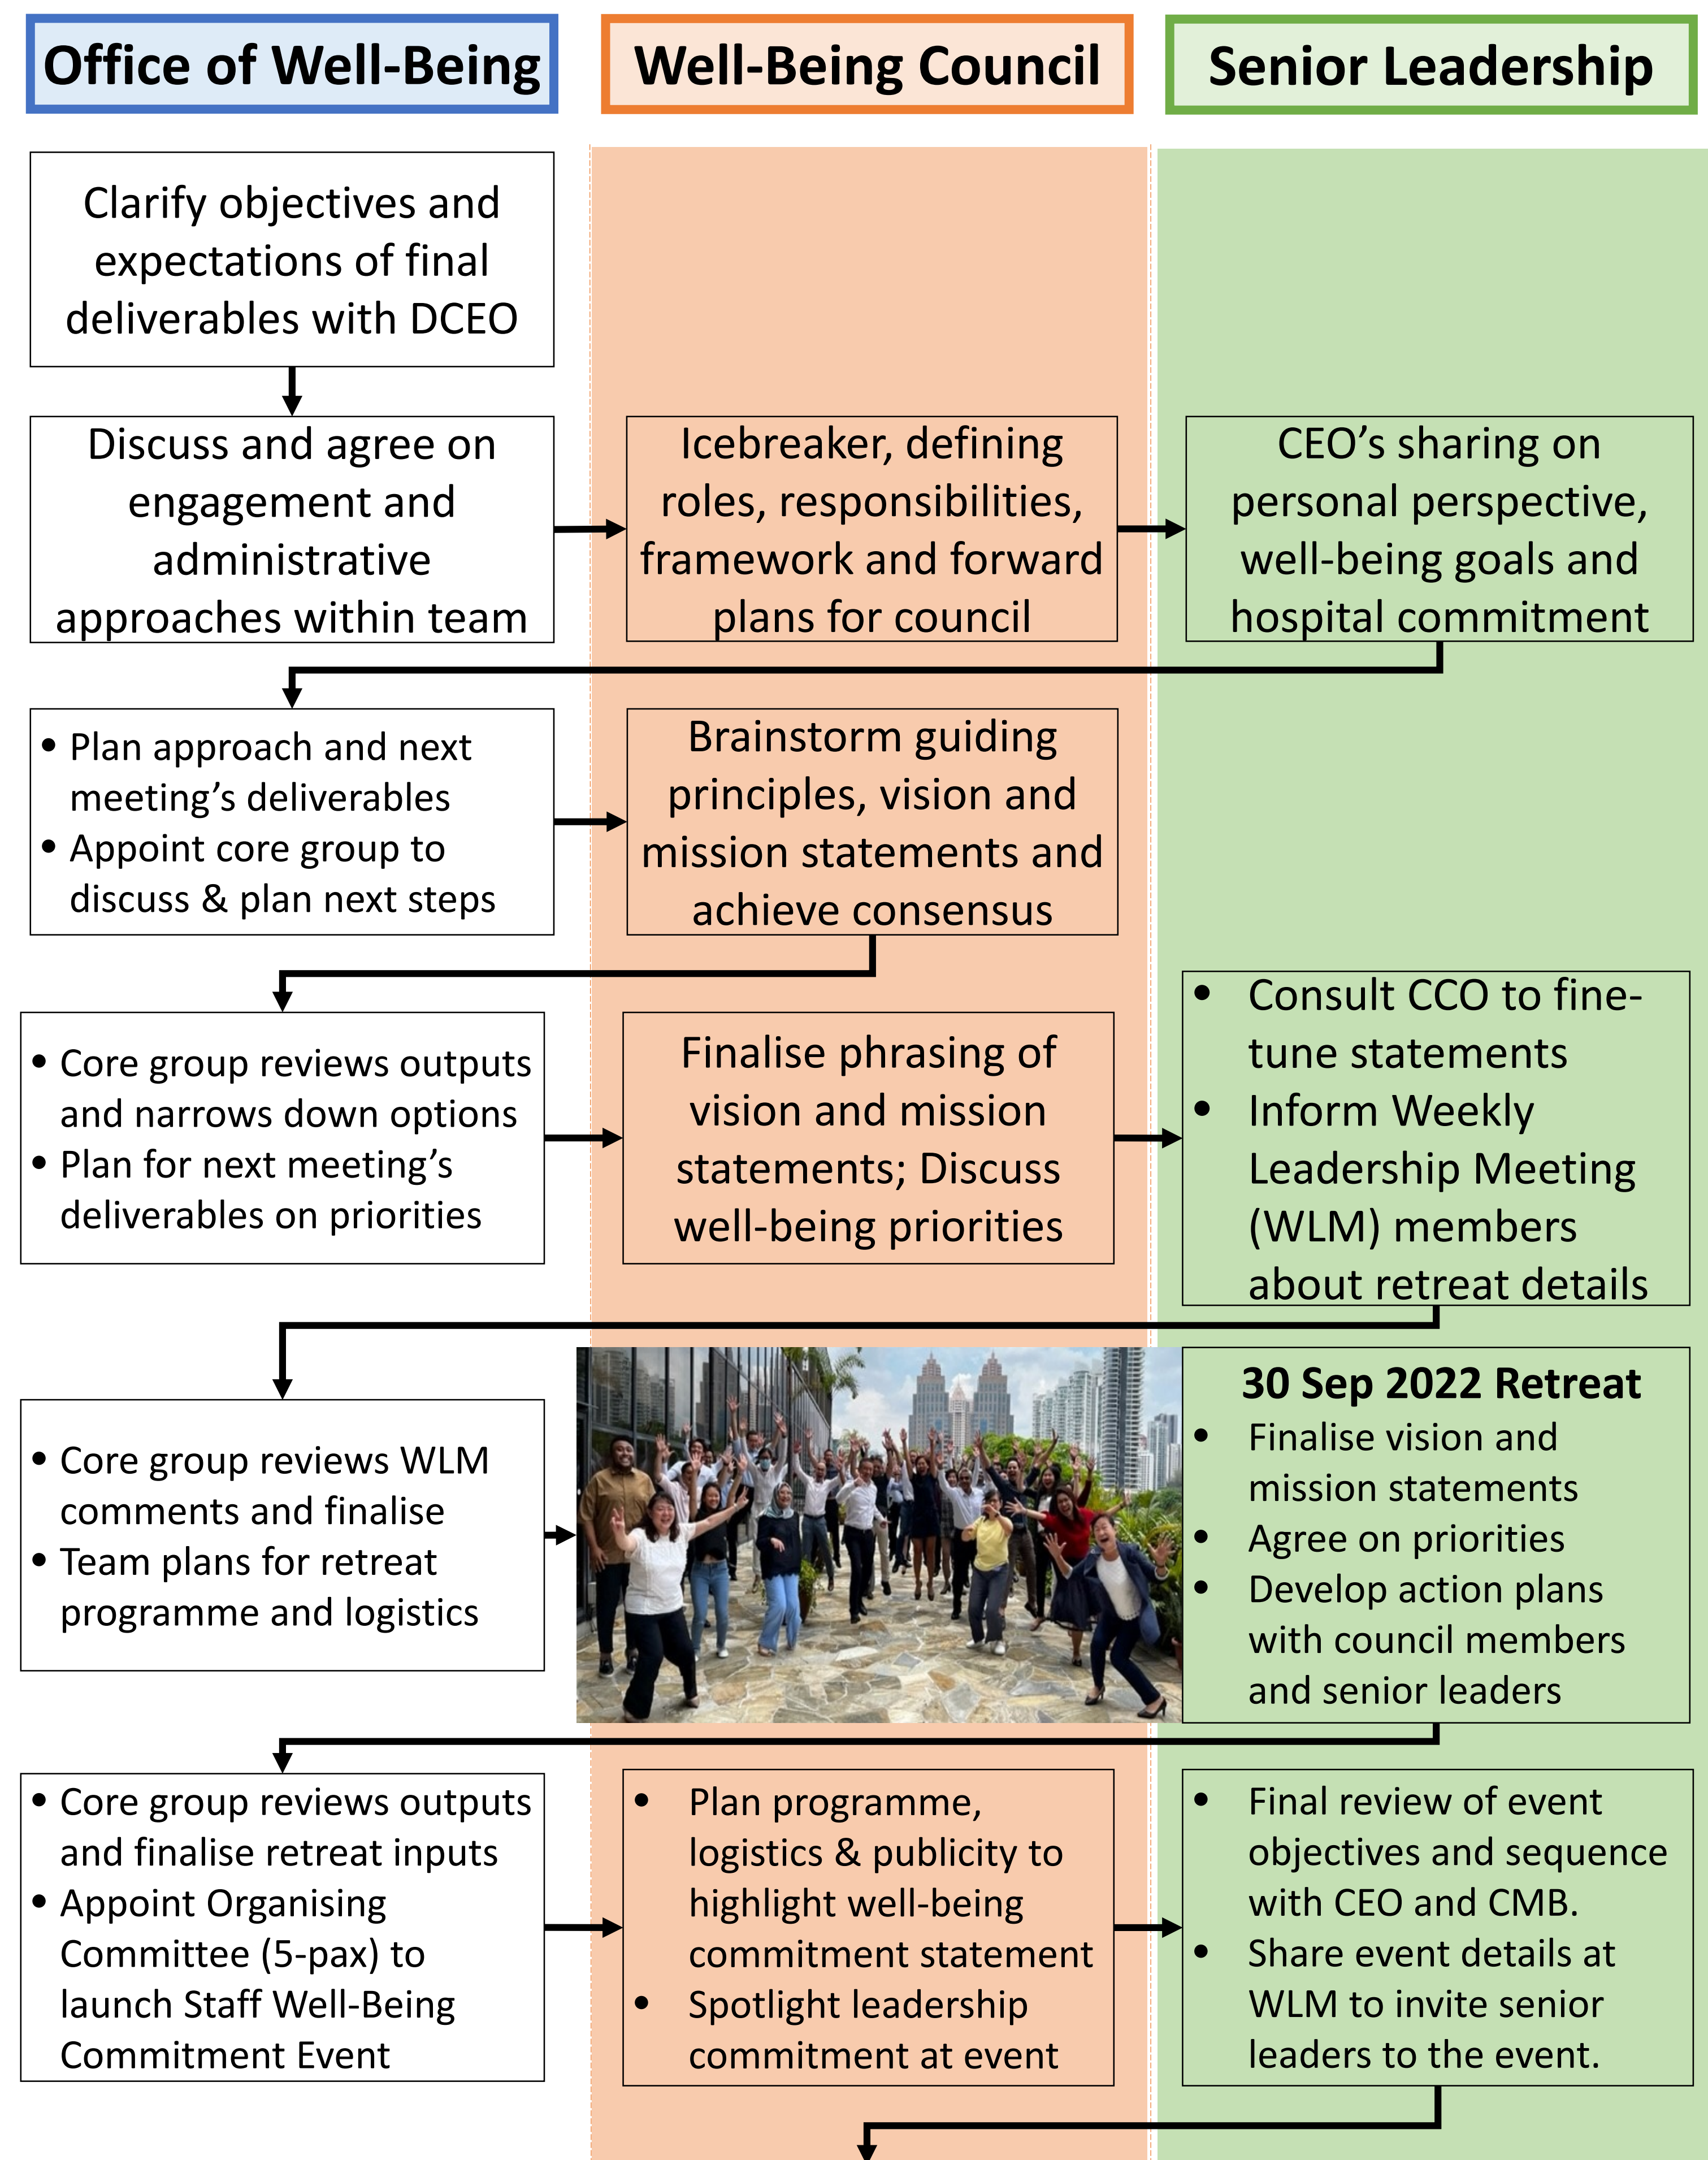 Office of Well-Being
Well-Being Council
Senior Leadership
Clarify objectives and
expectations of final
deliverables with DCEO
Discuss and agree on
engagement and
administrative
approaches within team
Icebreaker, defining
roles, responsibilities,
framework and forward
plans for council
CEO’s sharing on
personal perspective,
well-being goals and
hospital commitment
• Plan approach and next
meeting’s deliverables
• Appoint core group to
discuss & plan next steps
Brainstorm guiding
principles, vision and
mission statements and
achieve consensus
• Core group reviews outputs
and narrows down options
• Plan for next meeting’s
deliverables on priorities
Finalise phrasing of
vision and mission
statements; Discuss
well-being priorities
• Consult CCO to fine-
tune statements
• Inform Weekly
Leadership Meeting
(WLM) members
about retreat details
• Core group reviews WLM
comments and finalise
• Team plans for retreat
programme and logistics
30 Sep 2022 Retreat
• Finalise vision and
mission statements
• Agree on priorities
• Develop action plans
with council members
and senior leaders
• Core group reviews outputs
and finalise retreat inputs
• Appoint Organising
Committee (5-pax) to
launch Staff Well-Being
Commitment Event
• Plan programme,
logistics & publicity to
highlight well-being
commitment statement
• Spotlight leadership
commitment at event
• Final review of event
objectives and sequence
with CEO and CMB.
• Share event details at
WLM to invite senior
leaders to the event.